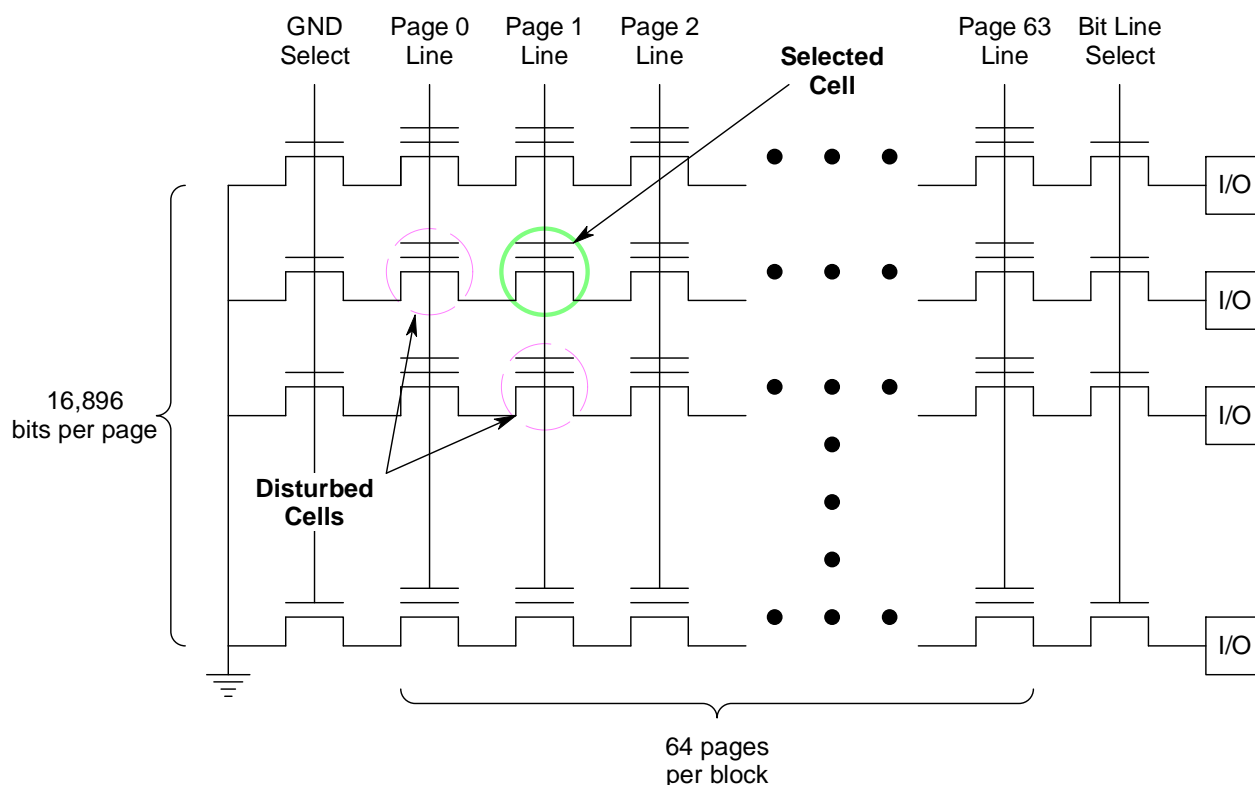 GND
Select
Page 0
Line
Page 1
Line
Page 2
Line
Page 63
Line
Bit Line
Select
Selected
Cell
I/O
I/O
I/O
16,896
bits per page
Disturbed
Cells
I/O
64 pages
per block